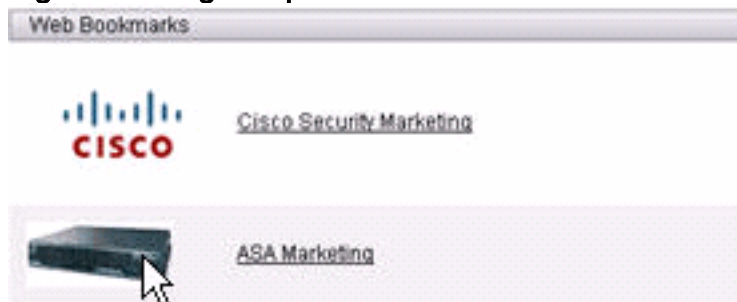 Web Bookmarks
CISCO
Cisco Security Marketing
ASA Marketing